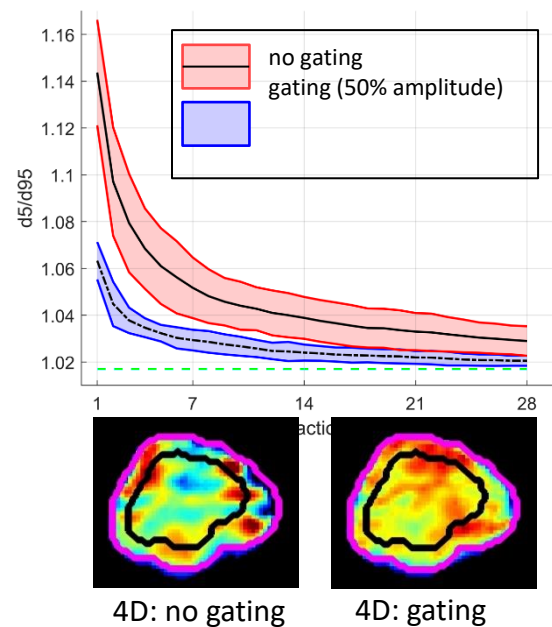 1.16
no gating
1.14
gating (50% amplitude)
1.12
1.1
d5/d95
1.08
1.06
1.04
1.02
1 7 14 21 28
4D: no gating 4D: gating